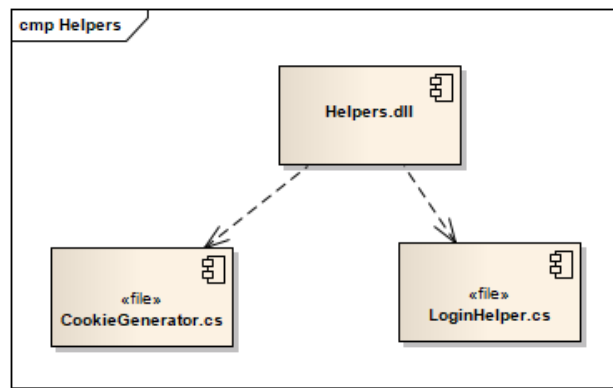 cmp Helpers
Helpers.dll
«file»
CookieGenerator.cs
«file»
LoginHelper.cs